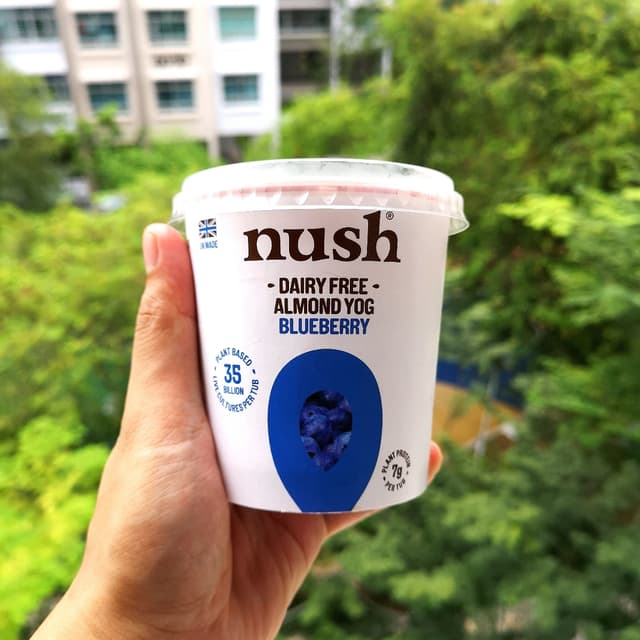 nush®
UK MADE
- DAIRY FREE -
ALMOND YOG
BLUEBERRY
- PLANT BASED -
35
BILLION
LIVE CULTURES PER TUB
- PLANT PROTEIN -
7g
PER TUB